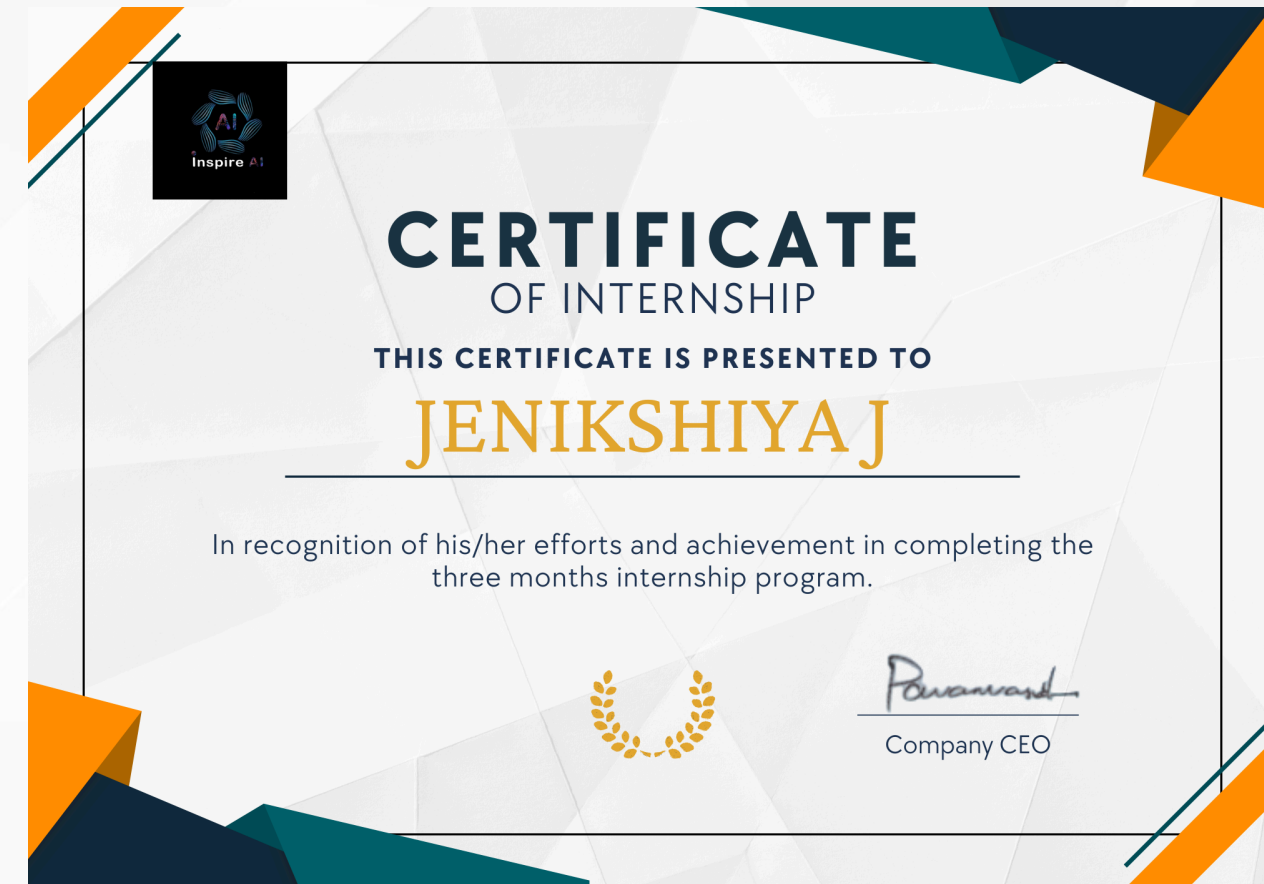 AI
Inspire AI
CERTIFICATE
OF INTERNSHIP
THIS CERTIFICATE IS PRESENTED TO
JENIKSHIYA J
In recognition of his/her efforts and achievement in completing the
three months internship program.
Company CEO